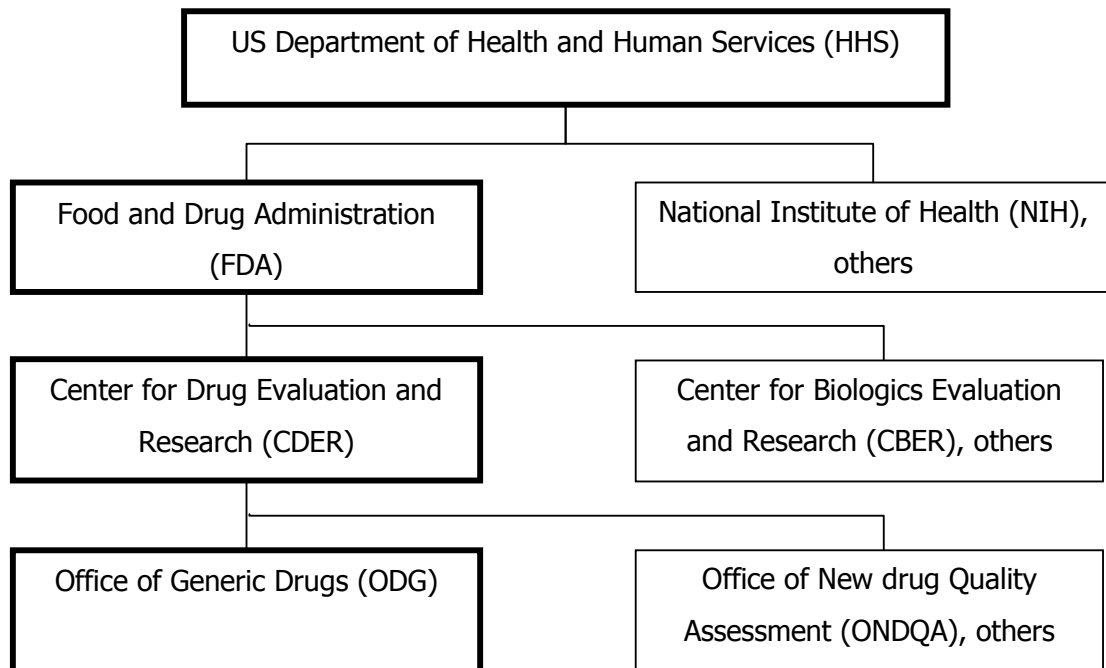 US Department of Health and Human Services (HHS)
Food and Drug Administration
(FDA)
National Institute of Health (NIH),
others
Center for Drug Evaluation and
Research (CDER)
Center for Biologics Evaluation
and Research (CBER), others
Office of Generic Drugs (ODG)
Office of New drug Quality
Assessment (ONDQA), others